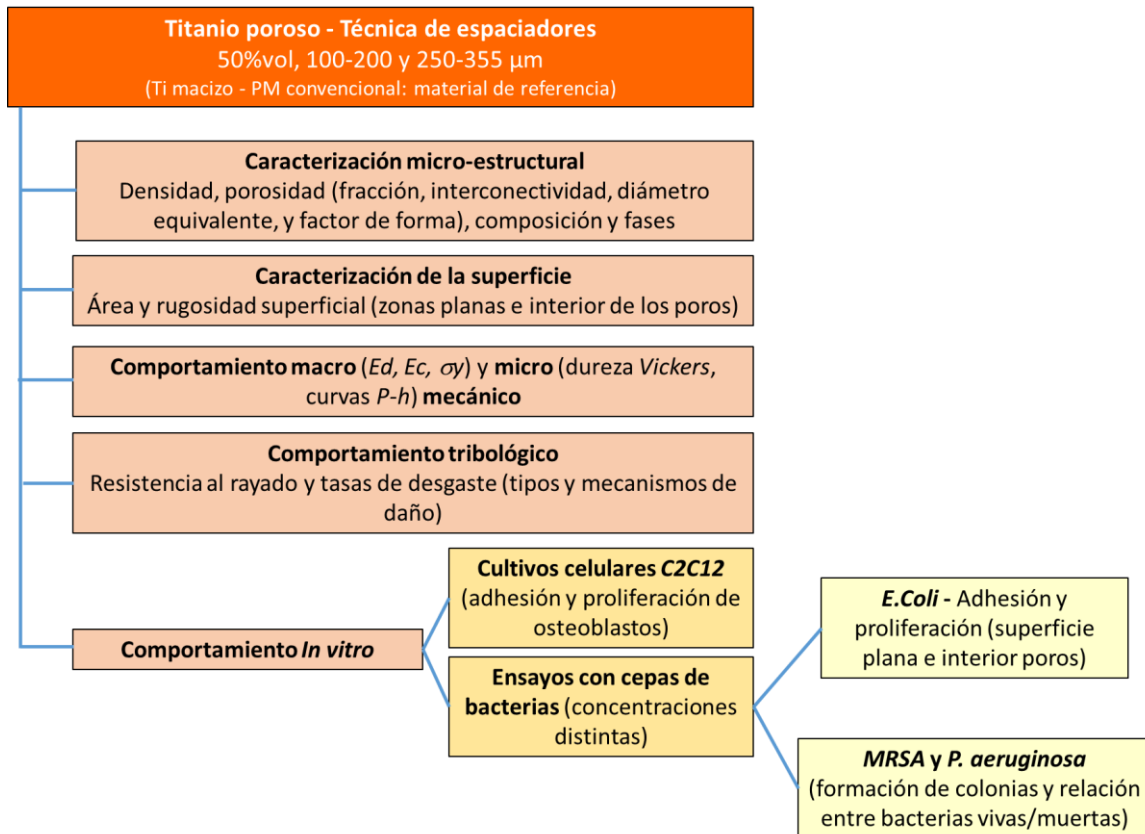 Titanio poroso - Técnica de espaciadores
50%vol, 100-200 y 250-355 μm
(Ti macizo - PM convencional: material de referencia)
Caracterización micro-estructural
Densidad, porosidad (fracción, interconectividad, diámetro
equivalente, y factor de forma), composición y fases
Caracterización de la superficie
Área y rugosidad superficial (zonas planas e interior de los poros)
Comportamiento macro (Ed, Ec, σy) y micro (dureza Vickers,
curvas P-h) mecánico
Comportamiento tribológico
Resistencia al rayado y tasas de desgaste (tipos y mecanismos de
daño)
Comportamiento In vitro
Cultivos celulares C2C12
(adhesión y proliferación de
osteoblastos)
Ensayos con cepas de
bacterias (concentraciones
distintas)
E.Coli - Adhesión y
proliferación (superficie
plana e interior poros)
MRSA y P. aeruginosa
(formación de colonias y relación
entre bacterias vivas/muertas)